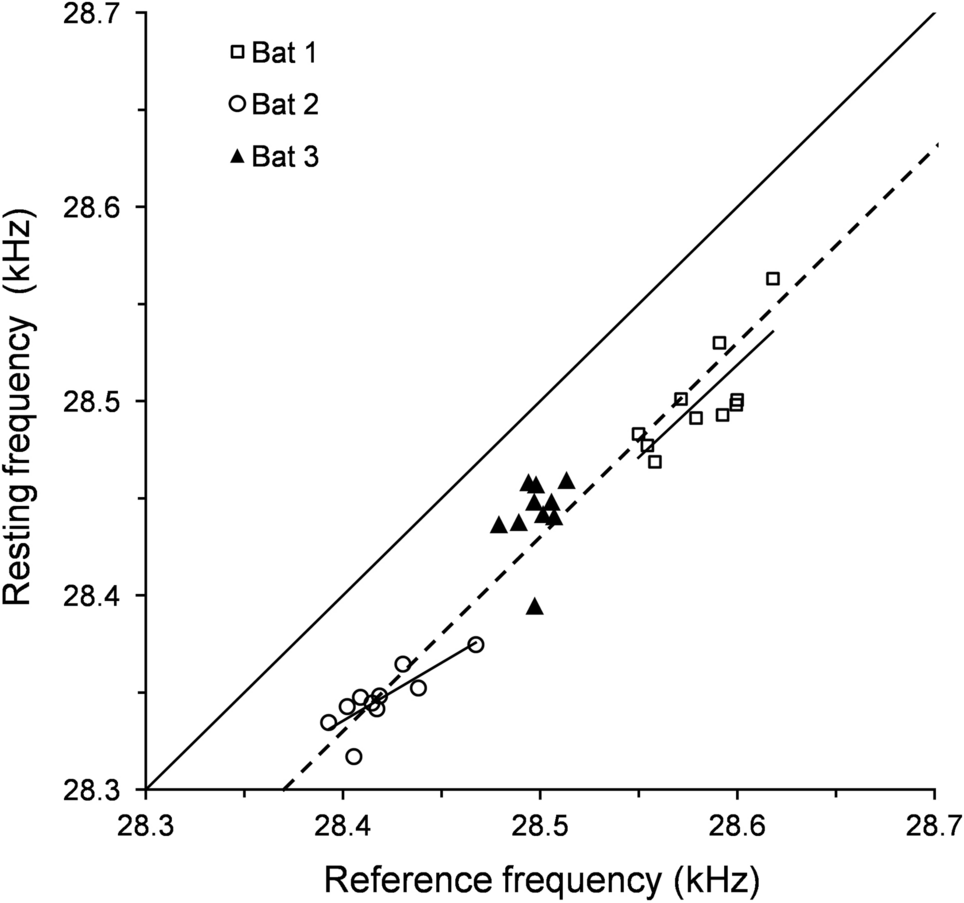 28.7
Bat 1
Bat 2
Bat 3
28.6
28.5
28.4
28.3
Resting frequency (kHz)
28.3 28.4 28.5 28.6 28.7
Reference frequency (kHz)